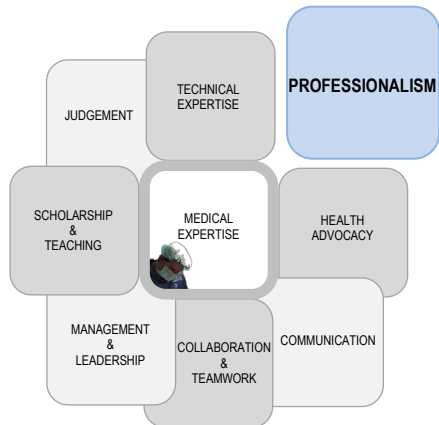 TECHNICAL
EXPERTISE
PROFESSIONALISM
JUDGEMENT
SCHOLARSHIP
&
TEACHING
MEDICAL
EXPERTISE
HEALTH
ADVOCACY
MANAGEMENT
&
LEADERSHIP
COLLABORATION
&
TEAMWORK
COMMUNICATION